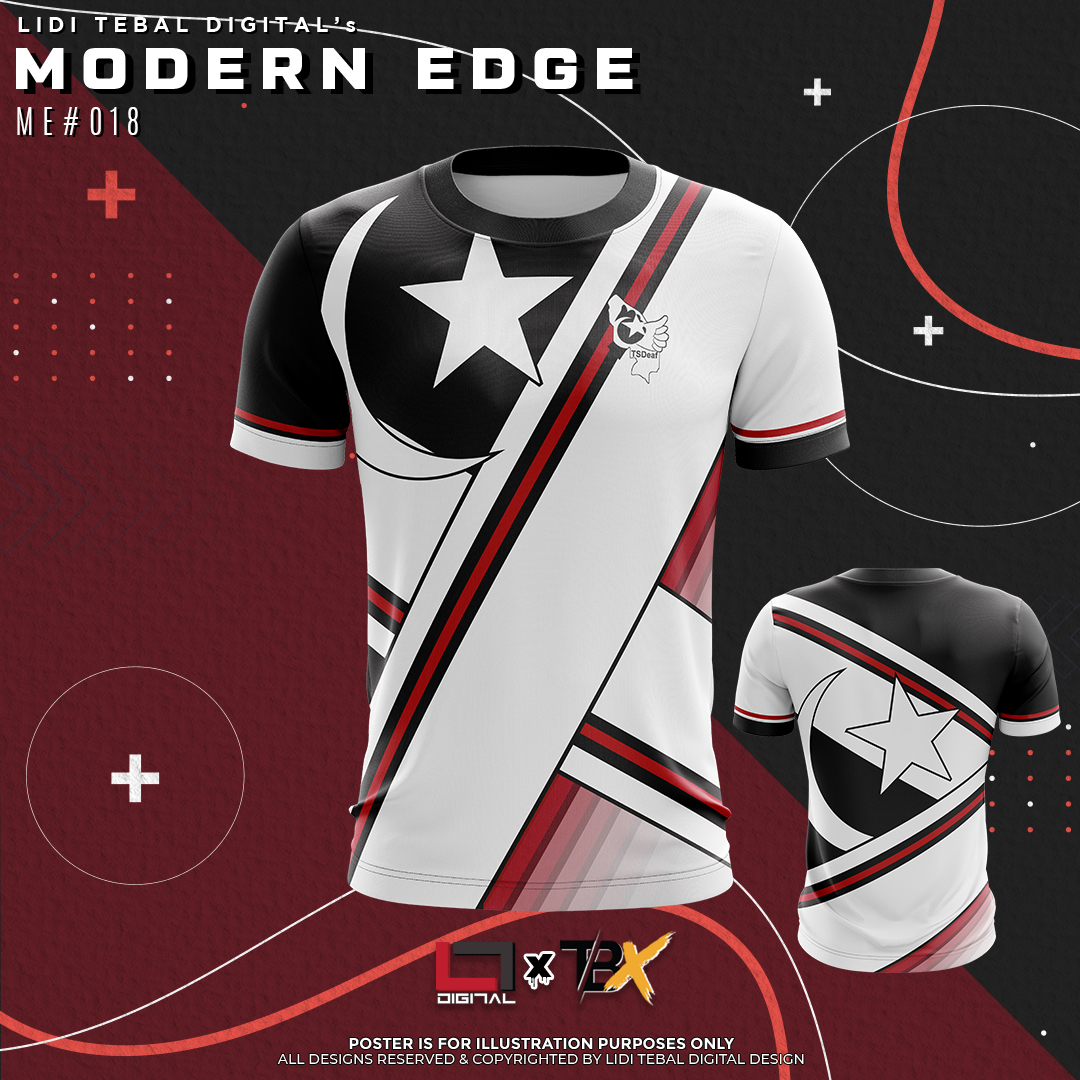 LIDI TEBAL DIGITAL's
MODERN EDGE
ME#018
TSDeaf
DIGITAL
x
TBX
POSTER IS FOR ILLUSTRATION PURPOSES ONLY
ALL DESIGNS RESERVED & COPYRIGHTED BY LIDI TEBAL DIGITAL DESIGN